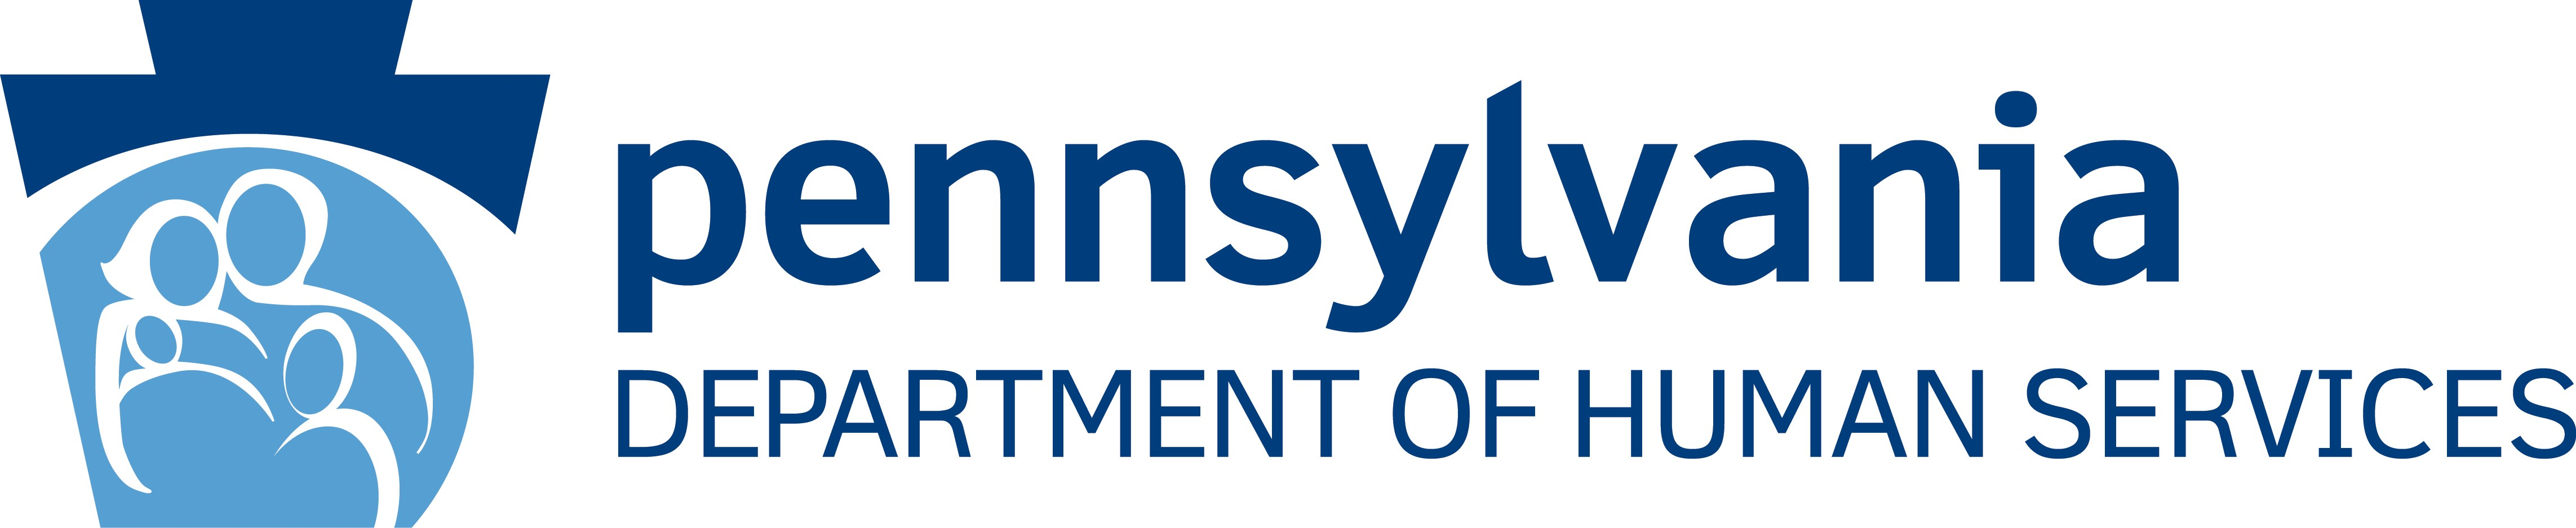 pennsylvania
DEPARTMENT OF HUMAN SERVICES